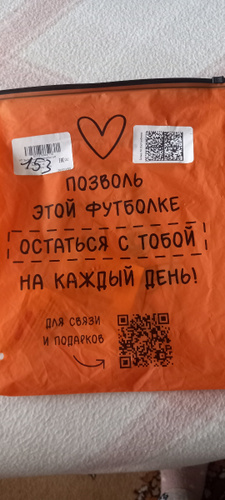 153
ПОЗВОЛЬ
ЭТОЙ ФУТБОЛКЕ
ОСТАТЬСЯ С ТОБОЙ
НА КАЖДЫЙ ДЕНЬ!
ДЛЯ СВЯЗИ
И ПОДАРКОВ